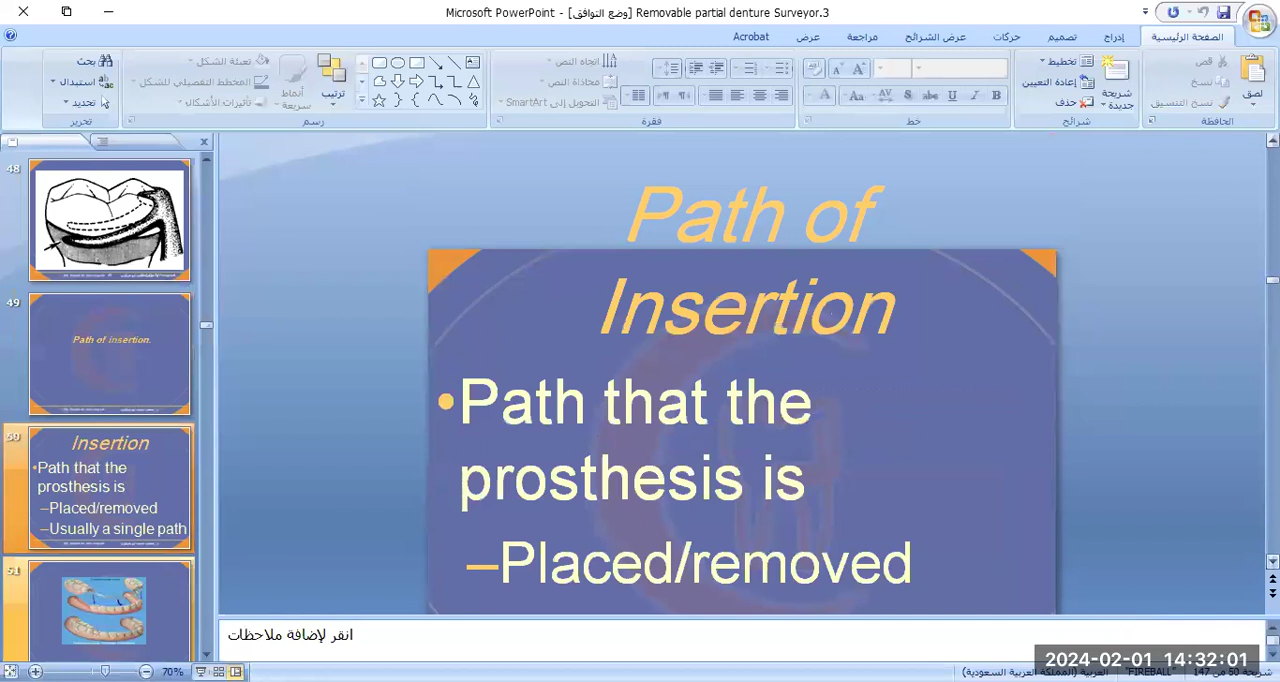 Microsoft PowerPoint - [وضع التوافق] Removable partial denture Surveyor.3
الصفحة الرئيسية
إدراج
تصميم
حركات
عرض الشرائح
مراجعة
عرض
Acrobat
لصق
قص
نسخ
نسخ التنسيق
الحافظة
شريحة جديدة
تخطيط
إعادة التعيين
حذف
شرائح
خط
اتجاه النص
محاذاة النص
التحويل إلى SmartArt
فقرة
ترتيب
أنماط سريعة
تعبئة الشكل
المخطط التفصيلي للشكل
تأثيرات الأشكال
رسم
بحث
استبدال
تحديد
تحرير
48
49
Path of insertion.
50
Insertion
•Path that the
prosthesis is
–Placed/removed
–Usually a single path
51
Path of
Insertion
•Path that the
prosthesis is
–Placed/removed
انقر لإضافة ملاحظات
2024-02-01 14:32:01
شريحة 50 من 147
"FIREBALL"
العربية (المملكة العربية السعودية)
70%